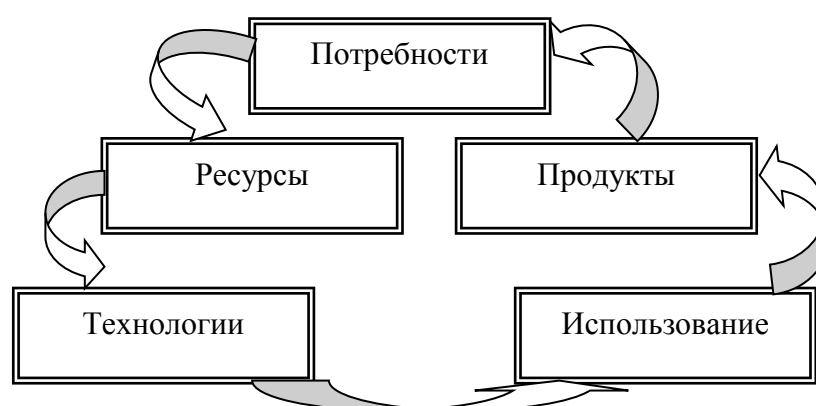 Потребности
Ресурсы
Продукты
Технологии
Использование